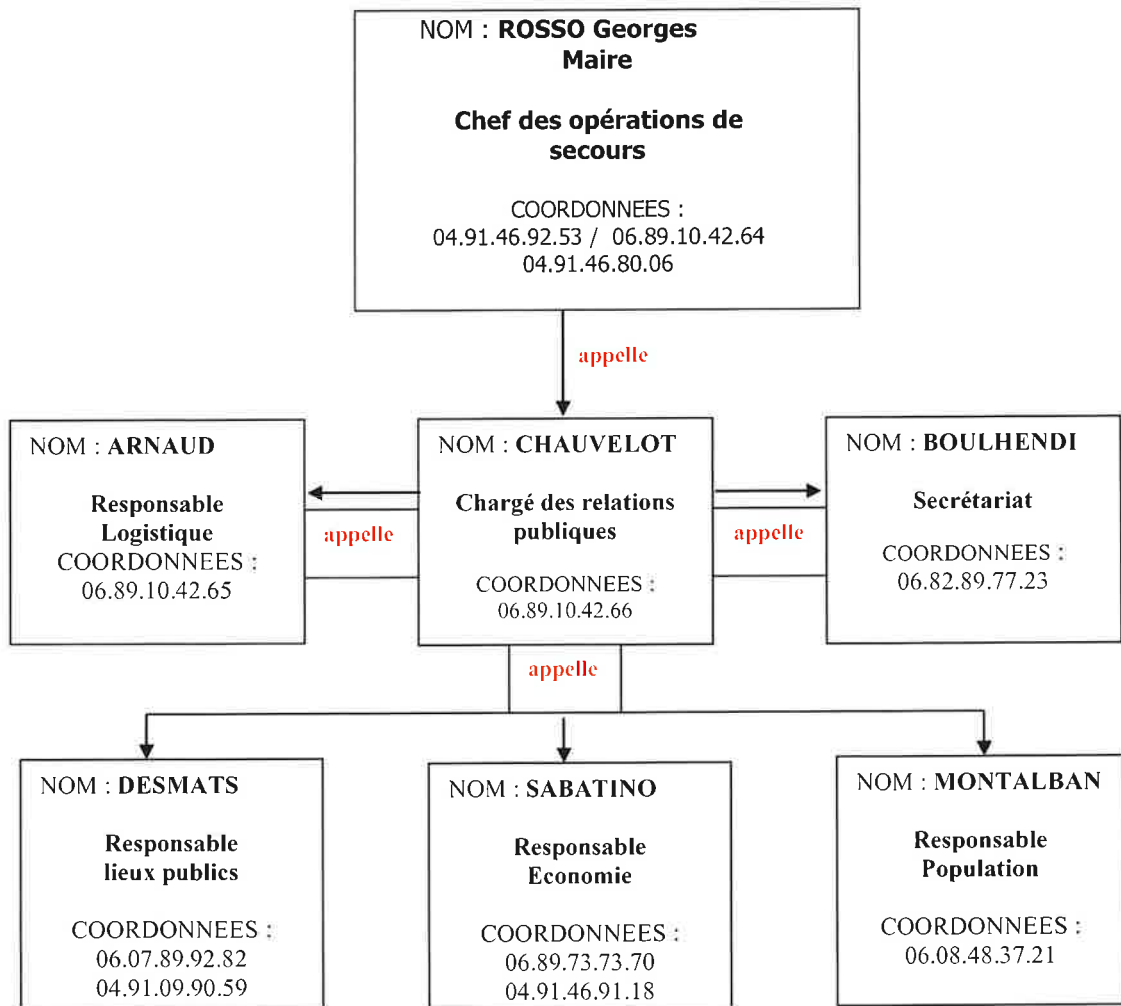 NOM : ROSSO Georges
Maire
Chef des opérations de
secours
COORDONNEES :
04.91.46.92.53 / 06.89.10.42.64
04.91.46.80.06
appelle
NOM : ARNAUD
Responsable
Logistique
COORDONNEES :
06.89.10.42.65
appelle
NOM : CHAUVELOT
Chargé des relations
publiques
COORDONNEES :
06.89.10.42.66
appelle
NOM : BOULHENDI
Secrétariat
COORDONNEES :
06.82.89.77.23
appelle
NOM : DESMATS
Responsable
lieux publics
COORDONNEES :
06.07.89.92.82
04.91.09.90.59
NOM : SABATINO
Responsable
Economie
COORDONNEES :
06.89.73.73.70
04.91.46.91.18
NOM : MONTALBAN
Responsable
Population
COORDONNEES :
06.08.48.37.21